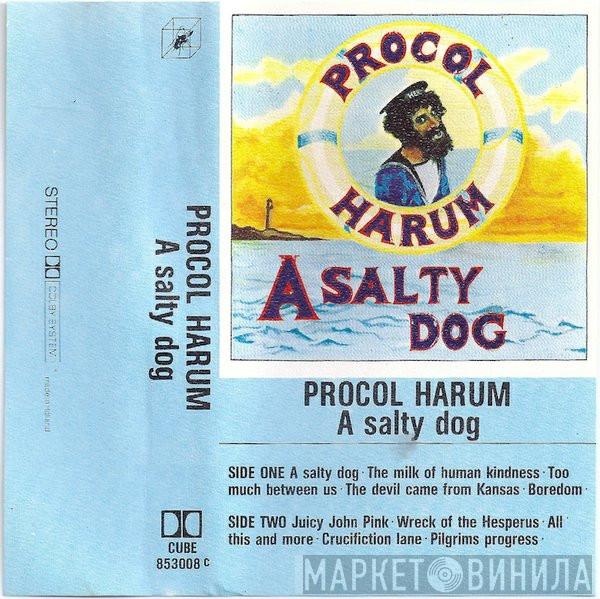 PROCOL
HARUM
A SALTY
DOG
PROCOL HARUM
A salty dog
SIDE ONE A salty dog · The milk of human kindness · Too
much between us · The devil came from Kansas · Boredom ·
SIDE TWO Juicy John Pink · Wreck of the Hesperus · All
this and more · Crucifiction lane · Pilgrims progress ·
PROCOL HARUM
A salty dog
STEREO
DOLBY SYSTEM
CUBE
853008 C
МАРКЕТ ВИНИЛА